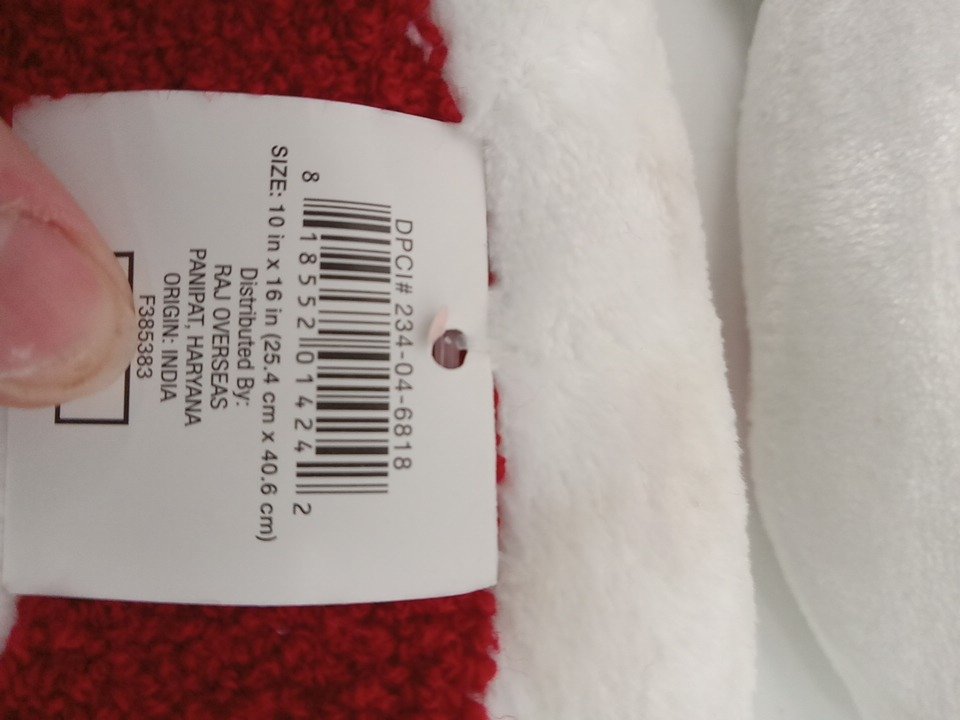 DPCI# 234-04-6818
8 18552 01424 2
SIZE: 10 in x 16 in (25.4 cm x 40.6 cm)
Distributed By:
RAJ OVERSEAS
PANIPAT, HARYANA
ORIGIN: INDIA
F385383